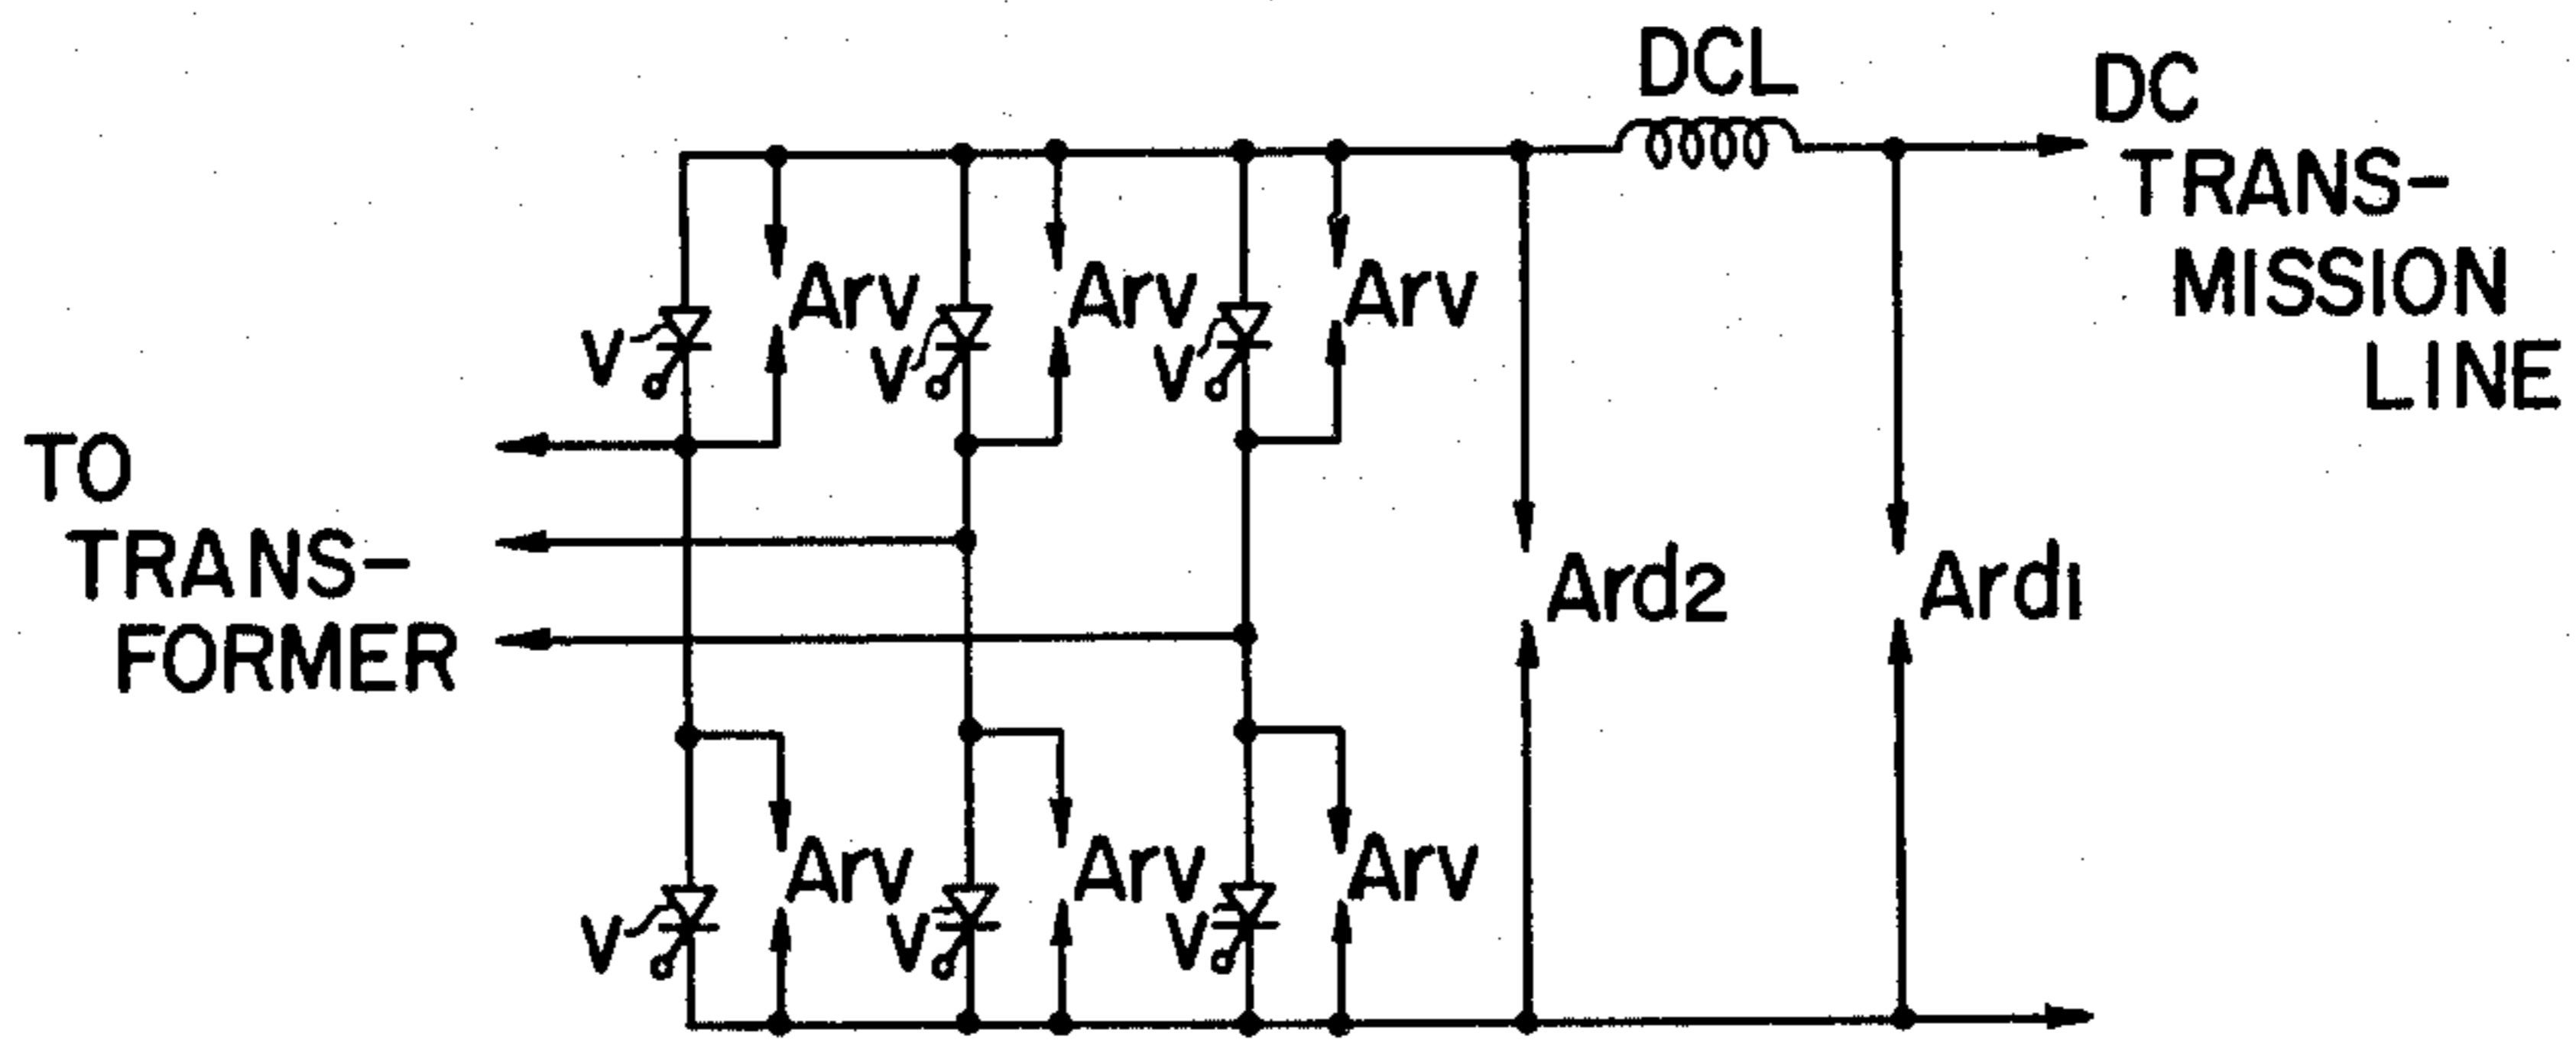 DCL
DC
TRANS-
MISSION
LINE
Arv
Arv
Arv
V
V
V
TO
TRANS-
FORMER
Ard2
Ard1
Arv
Arv
Arv
V
V
V